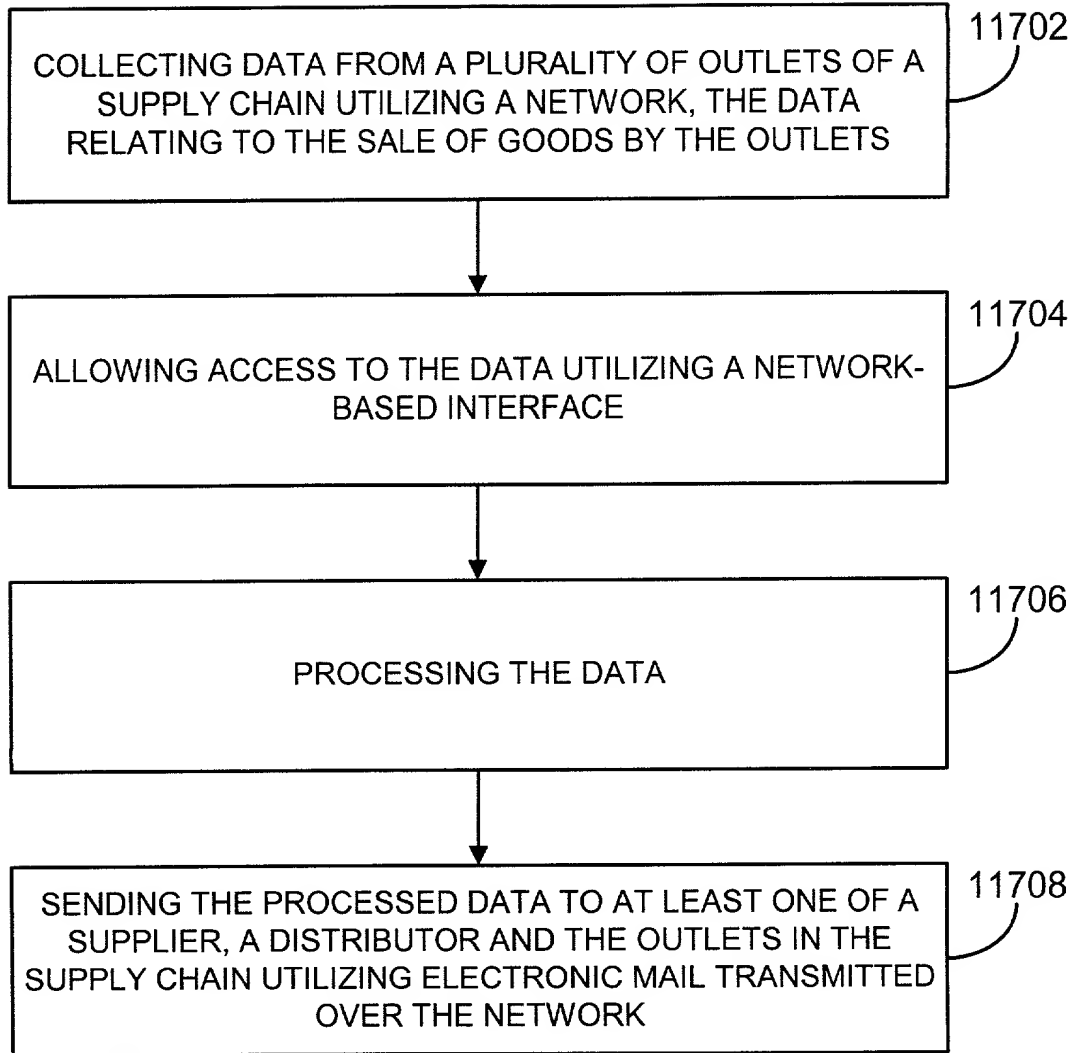 11702
COLLECTING DATA FROM A PLURALITY OF OUTLETS OF A
SUPPLY CHAIN UTILIZING A NETWORK, THE DATA
RELATING TO THE SALE OF GOODS BY THE OUTLETS
11704
ALLOWING ACCESS TO THE DATA UTILIZING A NETWORK-
BASED INTERFACE
11706
PROCESSING THE DATA
11708
SENDING THE PROCESSED DATA TO AT LEAST ONE OF A
SUPPLIER, A DISTRIBUTOR AND THE OUTLETS IN THE
SUPPLY CHAIN UTILIZING ELECTRONIC MAIL TRANSMITTED
OVER THE NETWORK